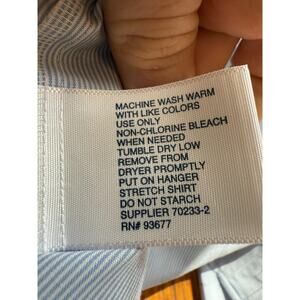 MACHINE WASH WARM
WITH LIKE COLORS
USE ONLY
NON-CHLORINE BLEACH
WHEN NEEDED
TUMBLE DRY LOW
REMOVE FROM
DRYER PROMPTLY
PUT ON HANGER
STRETCH SHIRT
DO NOT STARCH
SUPPLIER 70233-2
RN# 93677